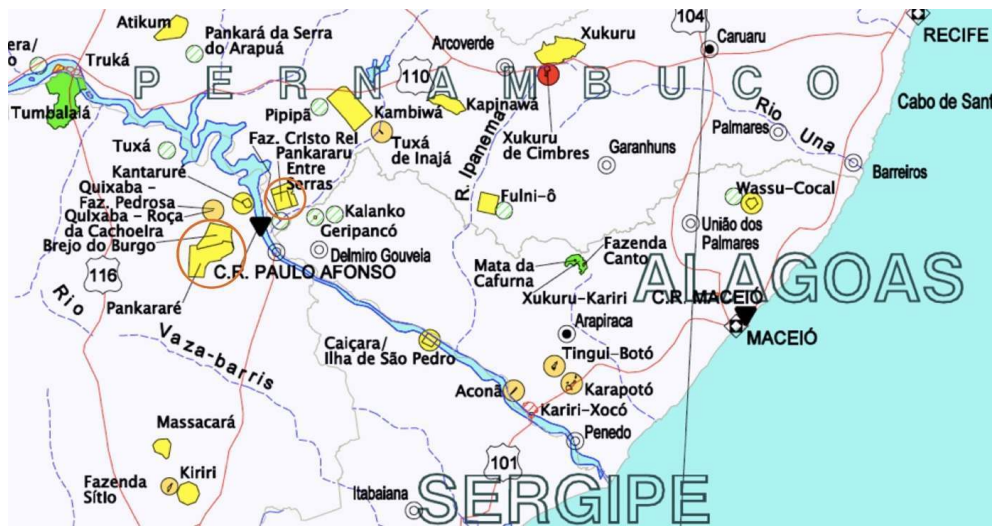 104
RECIFE
Atikum
Pankará da Serra
do Arapuá
Arcoverde
Xukuru
Caruaru
Truká
PERNAMBUCO
110
Cabo de Sant
Tumbalalá
Pipipã
Kambiwá
Kapinawá
Rio Una
Palmares
Faz. Cristo Rei
Tuxá
de Inajá
Xukuru
de Cimbres
Tuxá
Pankararu
Entre
Serras
R. Ipanema
Garanhuns
Barreiros
Kantaruré
Quixaba –
Faz. Pedrosa
Quixaba – Roça
da Cachoeira
Brejo do Burgo
Fulni-ô
Wassu-Cocal
Kalanko
Geripancó
União dos
Palmares
Delmiro Gouveia
C.R. PAULO AFONSO
Fazenda
Canto
Mata da
Cafurna
ALAGOAS
116
Pankararé
Xukuru-Kariri
C.R. MACEIÓ
MACEIÓ
Rio
Vaza-barris
Arapiraca
Caiçara/
Ilha de São Pedro
Tingui-Botó
Aconã
Karapotó
Kariri-Xocó
Massacará
Penedo
101
Kiriri
Fazenda
Sítio
Itabaiana
SERGIPE